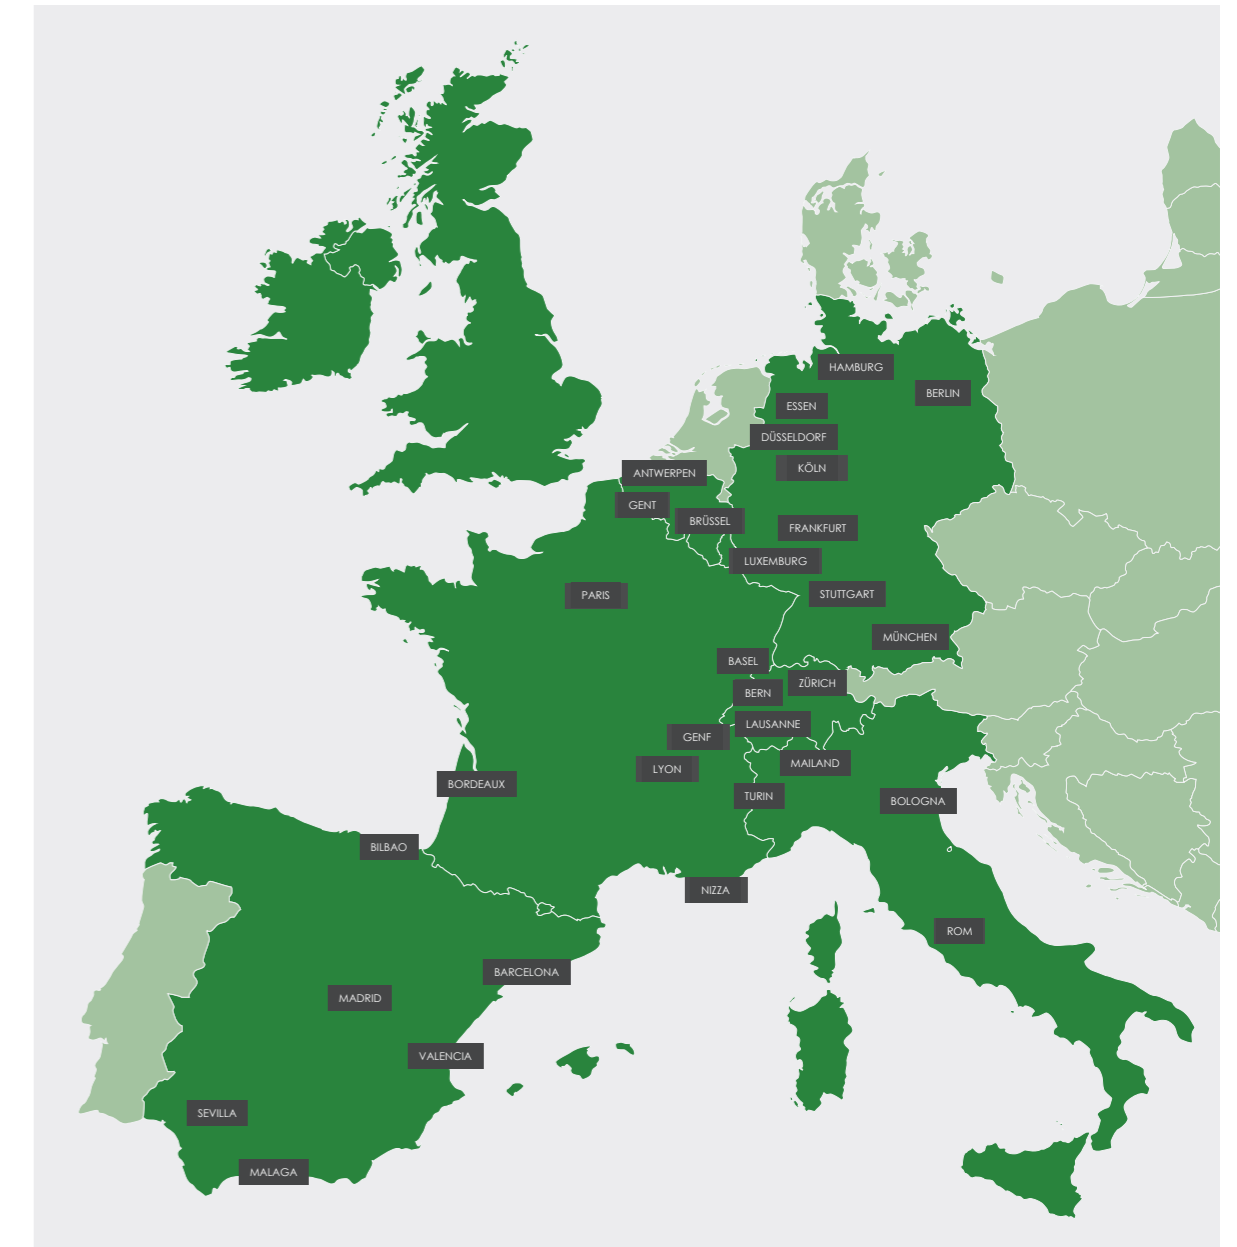 HAMBURG
BERLIN
ESSEN
DÜSSELDORF
KÖLN
ANTWERPEN
GENT
BRÜSSEL
FRANKFURT
LUXEMBURG
PARIS
STUTTGART
MÜNCHEN
BASEL
ZÜRICH
BERN
LAUSANNE
GENF
MAILAND
LYON
BORDEAUX
TURIN
BOLOGNA
BILBAO
NIZZA
ROM
BARCELONA
MADRID
VALENCIA
SEVILLA
MALAGA